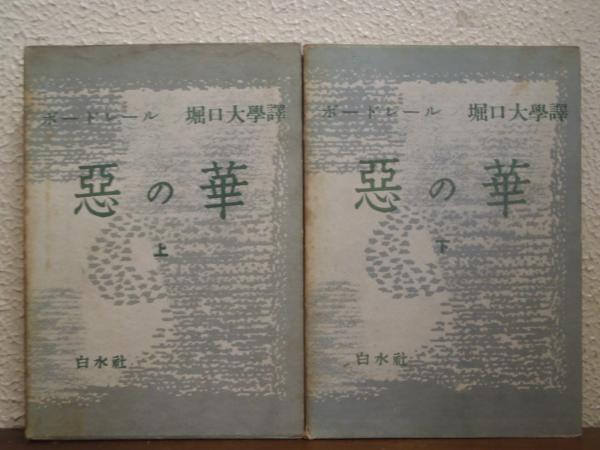 ボードレール 堀口大學譯
惡の華
上
白水社
ボードレール 堀口大學譯
惡の華
下
白水社